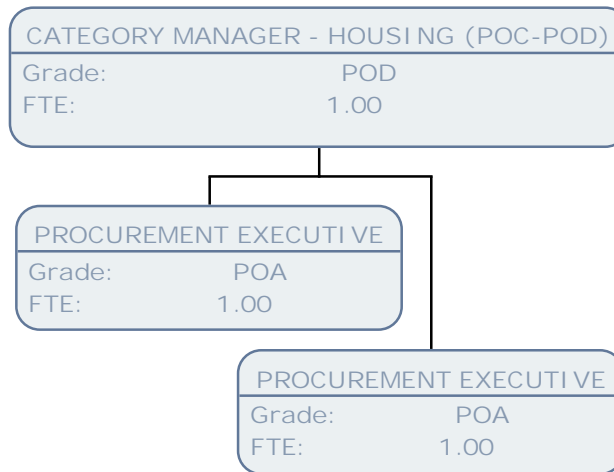 CATEGORY MANAGER - HOUSING (POC-POD)
Grade: POD
FTE: 1.00
PROCUREMENT EXECUTIVE
Grade: POA
FTE: 1.00
PROCUREMENT EXECUTIVE
Grade: POA
FTE: 1.00